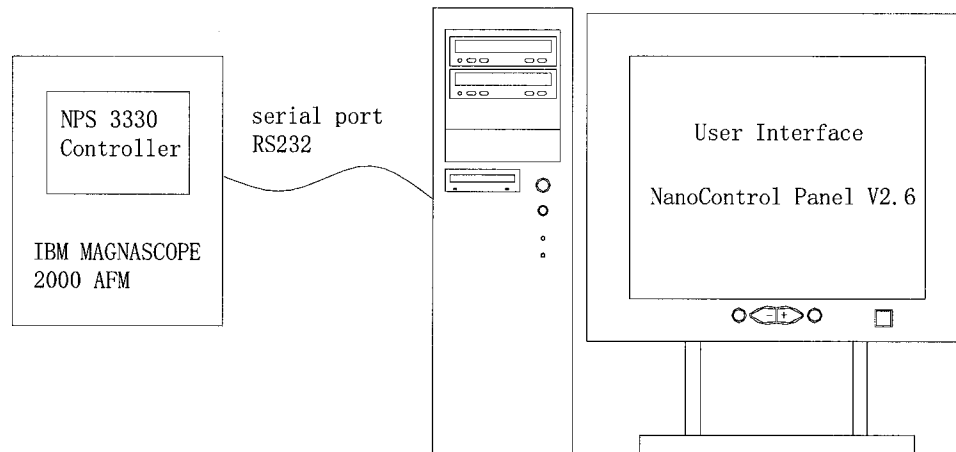 NPS 3330
Controller
IBM MAGNASCOPE
2000 AFM
serial port
RS232
User Interface
NanoControl Panel V2.6
- +